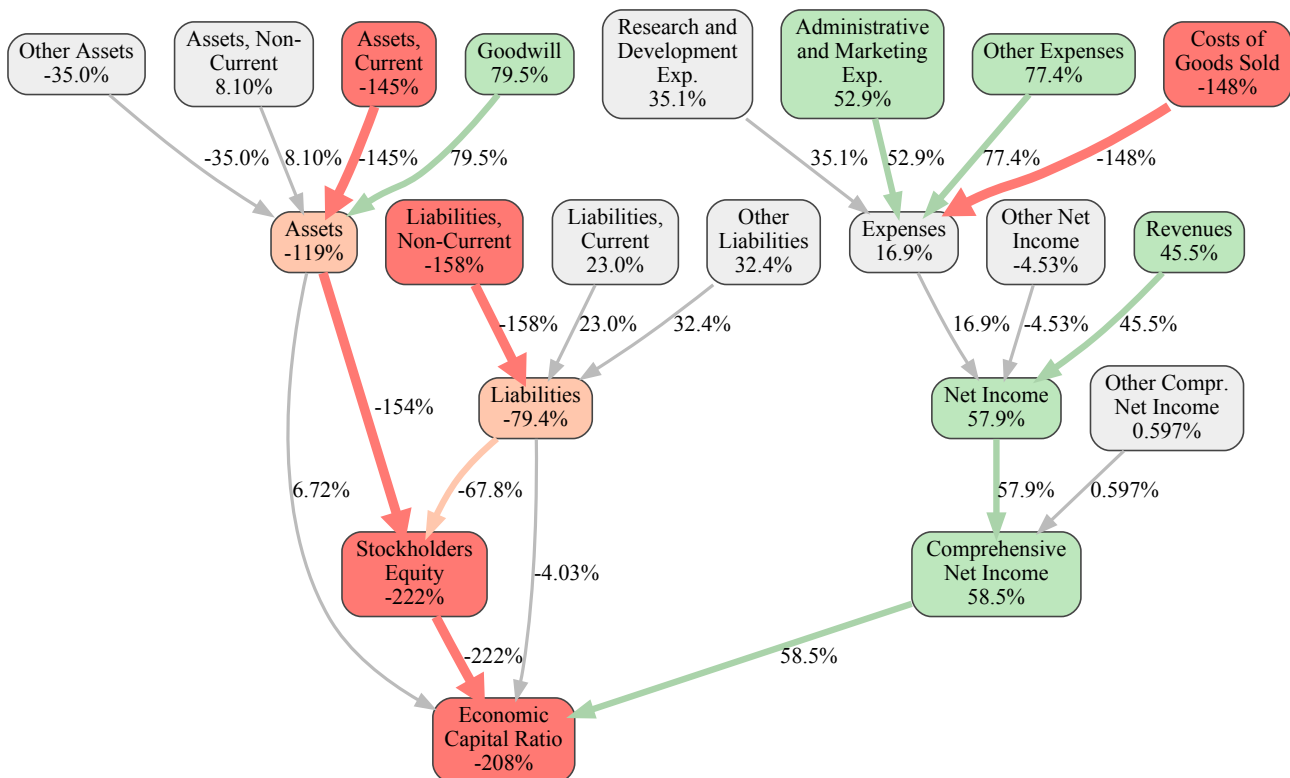 Other Assets
-35.0%
Assets, Non-
Current
8.10%
Assets,
Current
-145%
Goodwill
79.5%
Research and
Development
Exp.
35.1%
Administrative
and Marketing
Exp.
52.9%
Other Expenses
77.4%
Costs of
Goods Sold
-148%
-35.0%
8.10%
-145%
79.5%
35.1%
52.9%
77.4%
-148%
Assets
-119%
Liabilities,
Non-Current
-158%
Liabilities,
Current
23.0%
Other
Liabilities
32.4%
Expenses
16.9%
Other Net
Income
-4.53%
Revenues
45.5%
-158%
23.0%
32.4%
16.9%
-4.53%
45.5%
-154%
Liabilities
-79.4%
Net Income
57.9%
Other Compr.
Net Income
0.597%
6.72%
-67.8%
57.9%
0.597%
Stockholders
Equity
-222%
-4.03%
Comprehensive
Net Income
58.5%
-222%
58.5%
Economic
Capital Ratio
-208%